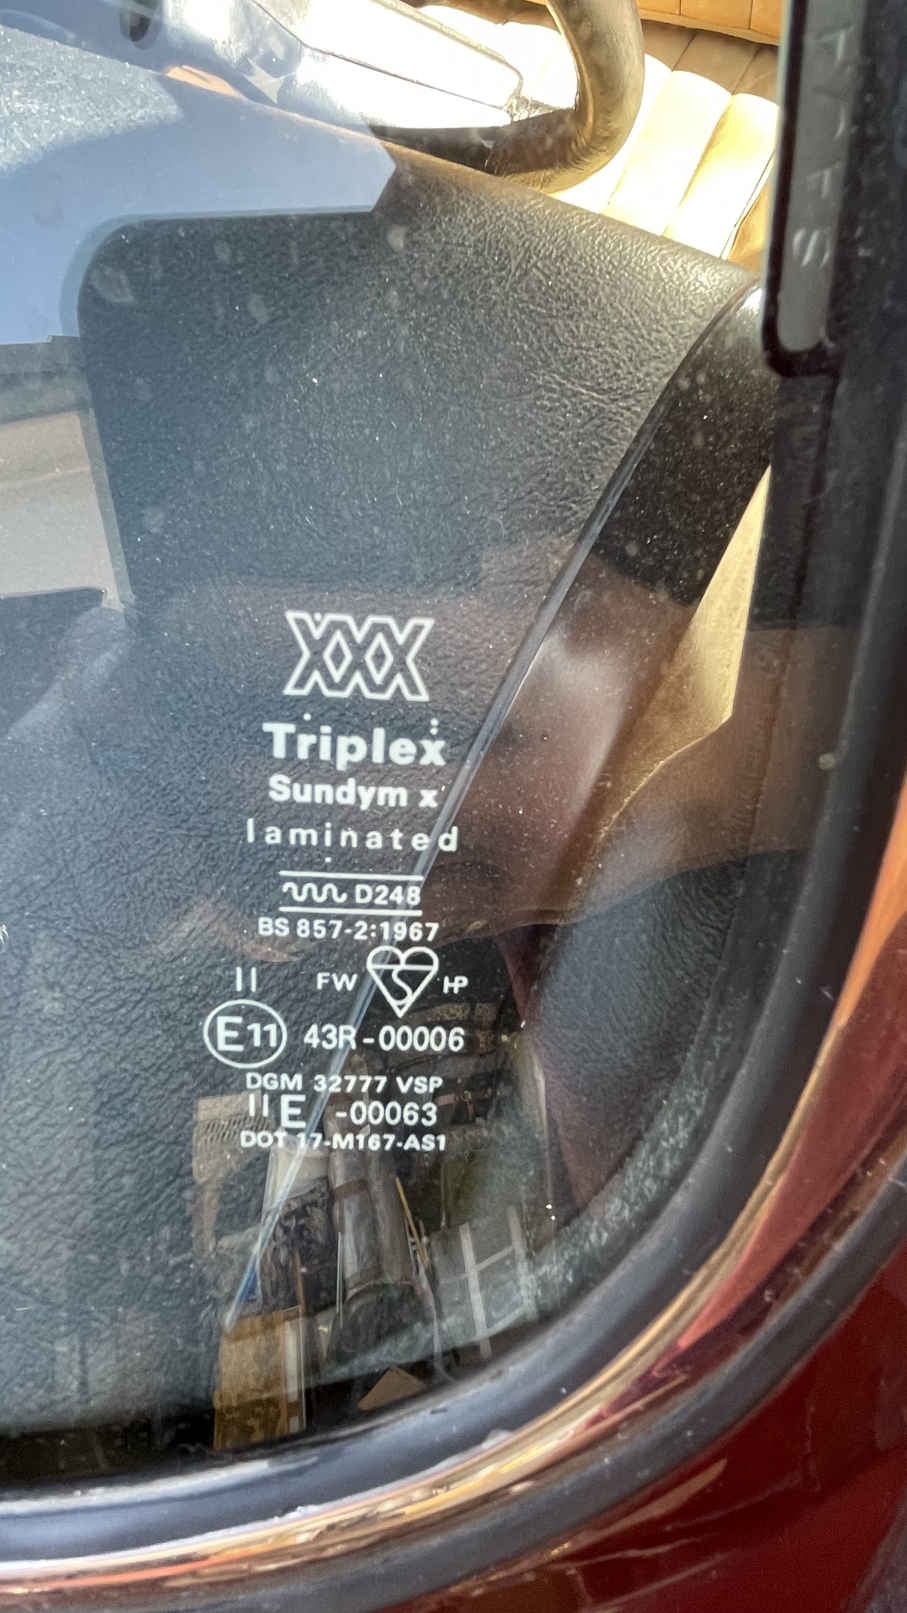 XXX
Triplex
Sundym x
laminated
D248
BS 857-2:1967
II FW HP
E11 43R-00006
DGM 32777 VSP
II E -00063
DOT 17-M167-AS1